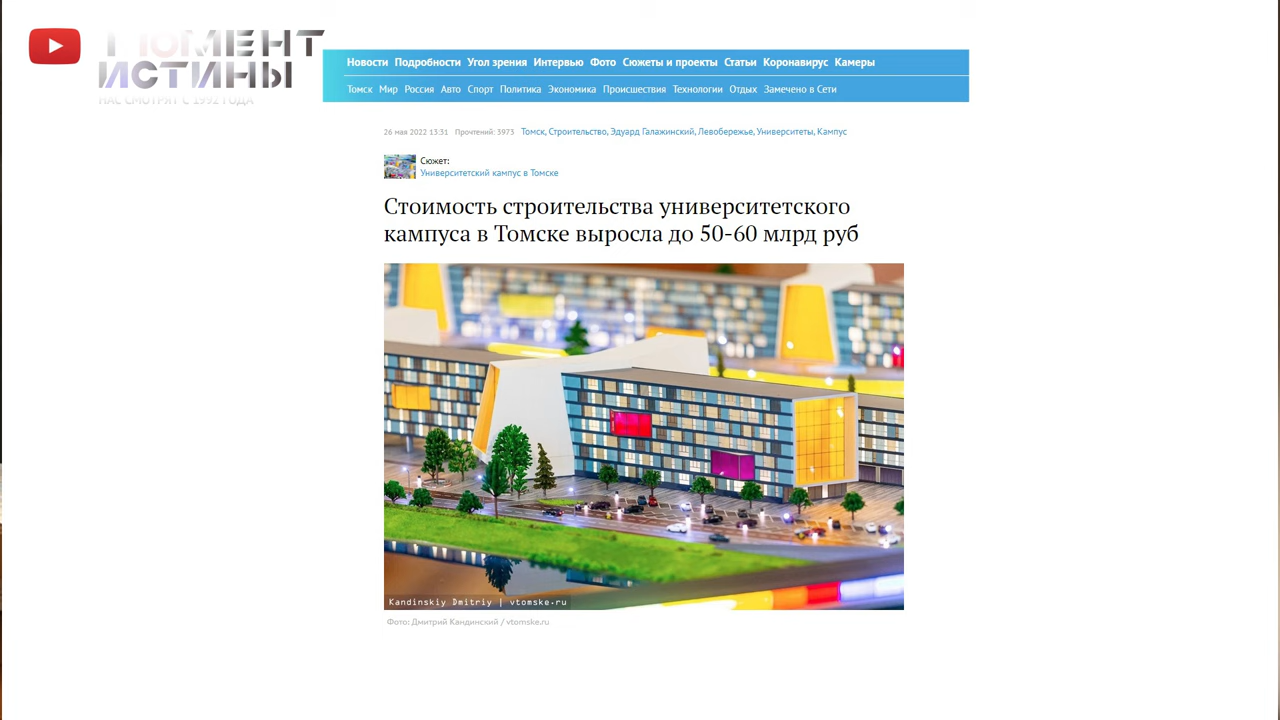 МОМЕНТ
ИСТИНЫ
НАС СМОТРЯТ С 1992 ГОДА
Новости Подробности Угол зрения Интервью Фото Сюжеты и проекты Статьи Коронавирус Камеры
Томск Мир Россия Авто Спорт Политика Экономика Происшествия Технологии Отдых Замечено в Сети
26 мая 2022 13:31 Прочтений: 3973 Томск, Строительство, Эдуард Галажинский, Левобережье, Университеты, Кампус
Сюжет:
Университетский кампус в Томске
Стоимость строительства университетского
кампуса в Томске выросла до 50-60 млрд руб
Kandinskiy Dmitriy | vtomske.ru
Фото: Дмитрий Кандинский / vtomske.ru